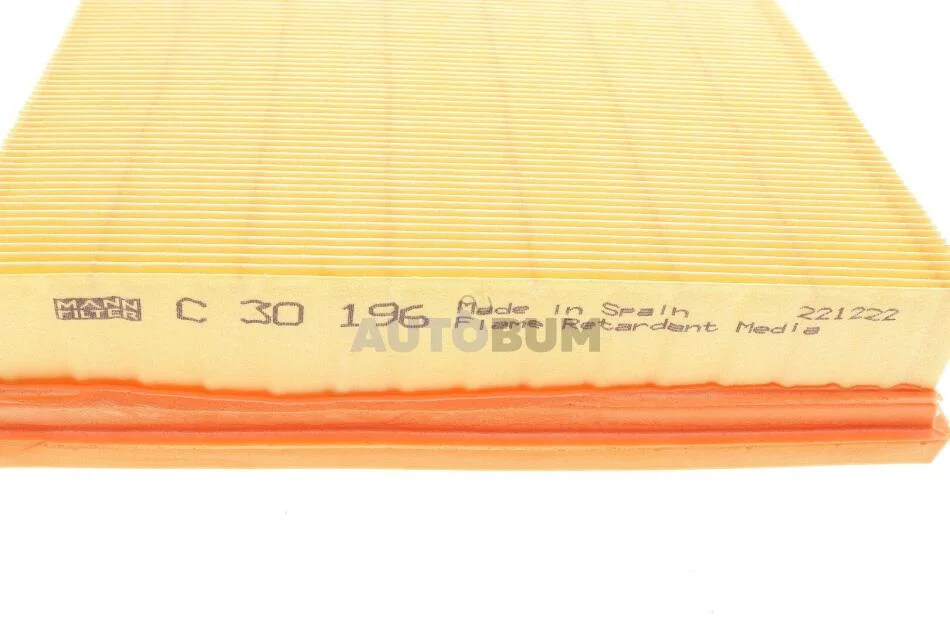 MANN
FILTER
C 30 196
Made in Spain
Flame Retardant Media
221222
AUTOBUM